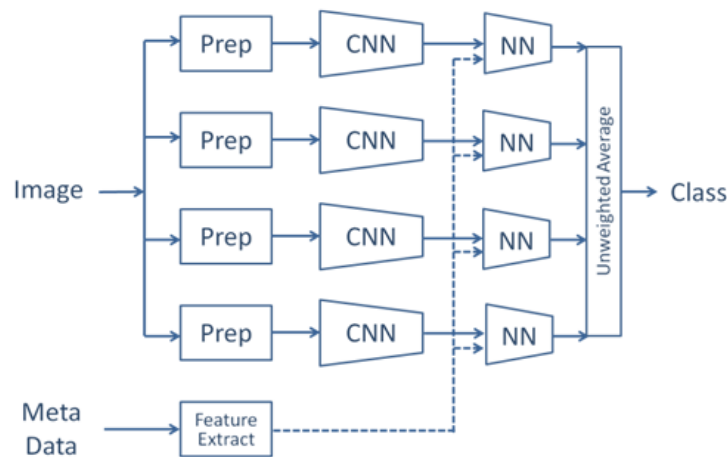 Prep
CNN
NN
Prep
CNN
NN
Image
Unweighted Average
Class
Prep
CNN
NN
Prep
CNN
NN
Meta
Data
Feature
Extract